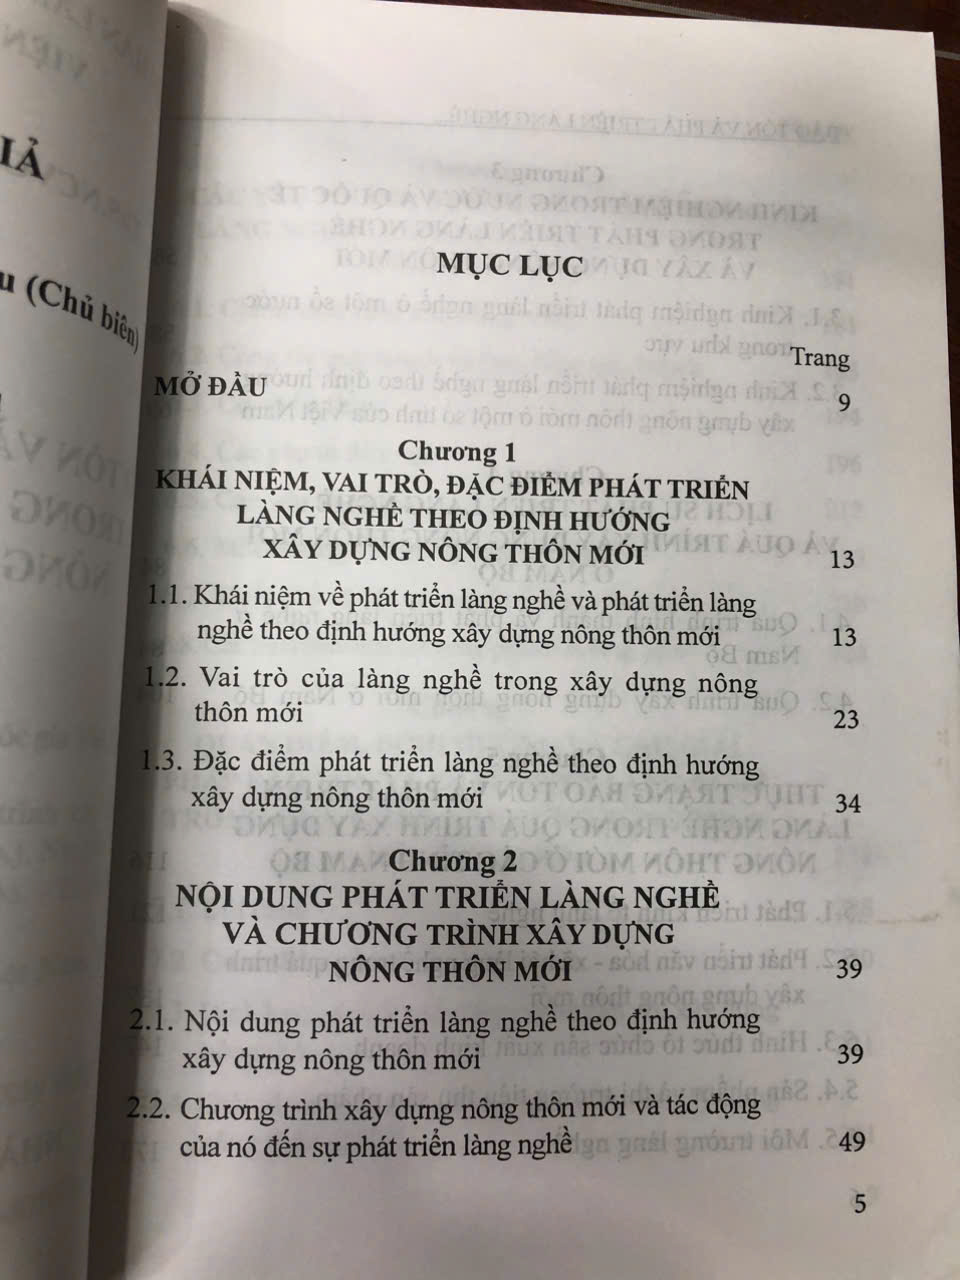 IẢ
u (Chủ biên)
MỤC LỤC
Trang
MỞ ĐẦU 9
Chương 1
KHÁI NIỆM, VAI TRÒ, ĐẶC ĐIỂM PHÁT TRIỂN
LÀNG NGHỀ THEO ĐỊNH HƯỚNG
XÂY DỰNG NÔNG THÔN MỚI 13
1.1. Khái niệm về phát triển làng nghề và phát triển làng
nghề theo định hướng xây dựng nông thôn mới 13
1.2. Vai trò của làng nghề trong xây dựng nông
thôn mới 23
1.3. Đặc điểm phát triển làng nghề theo định hướng
xây dựng nông thôn mới 34
Chương 2
NỘI DUNG PHÁT TRIỂN LÀNG NGHỀ
VÀ CHƯƠNG TRÌNH XÂY DỰNG
NÔNG THÔN MỚI 39
2.1. Nội dung phát triển làng nghề theo định hướng
xây dựng nông thôn mới 39
2.2. Chương trình xây dựng nông thôn mới và tác động
của nó đến sự phát triển làng nghề 49
5